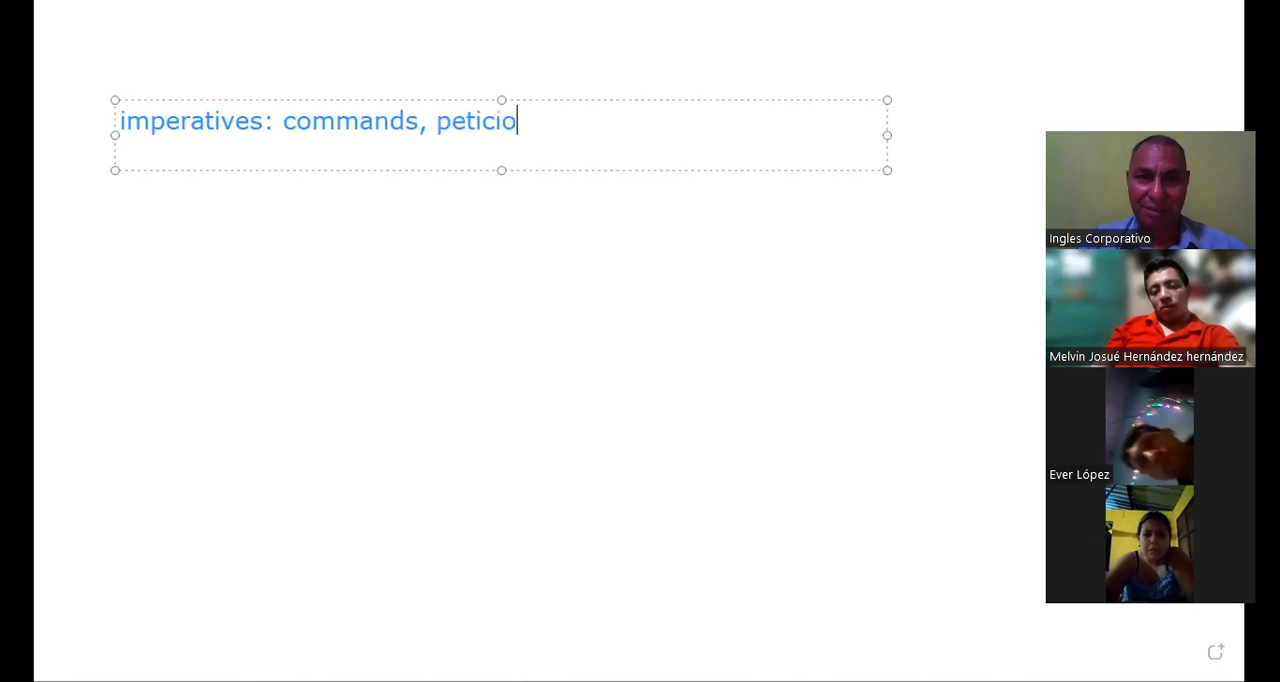 imperatives: commands, peticio
Ingles Corporativo
Melvin Josué Hernández hernández
Ever López